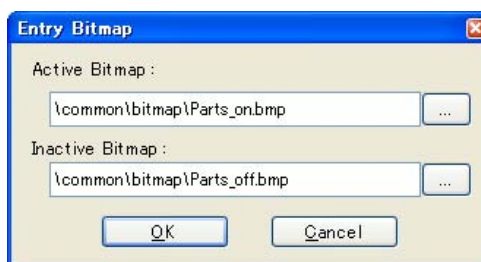 Entry Bitmap
Active Bitmap :
\common\bitmap\Parts_on.bmp
...
Inactive Bitmap :
\common\bitmap\Parts_off.bmp
...
OK Cancel